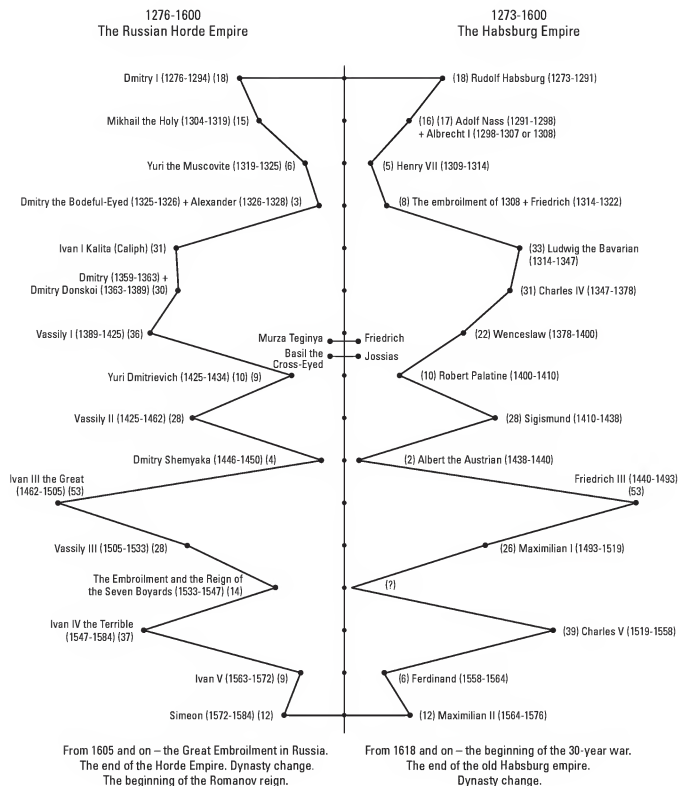 1276-1600
The Russian Horde Empire
1273-1600
The Habsburg Empire
Dmitry I (1276-1294) (18)
(18) Rudolf Habsburg (1273-1291)
Mikhail the Holy (1304-1319) (15)
(16) (17) Adolf Nass (1291-1298)
+ Albrecht I (1298-1307 or 1308)
Yuri the Muscovite (1319-1325) (6)
(5) Henry VII (1309-1314)
Dmitry the Bodeful-Eyed (1325-1326) + Alexander (1326-1328) (3)
(8) The embroilment of 1308 + Friedrich (1314-1322)
Ivan I Kalita (Caliph) (31)
(33) Ludwig the Bavarian
(1314-1347)
Dmitry (1359-1363) +
Dmitry Donskoi (1363-1389) (30)
(31) Charles IV (1347-1378)
Vassily I (1389-1425) (36)
(22) Wenceslaw (1378-1400)
Murza Teginya
Friedrich
Basil the
Cross-Eyed
Jossias
Yuri Dmitrievich (1425-1434) (10) (9)
(10) Robert Palatine (1400-1410)
Vassily II (1425-1462) (28)
(28) Sigismund (1410-1438)
Dmitry Shemyaka (1446-1450) (4)
(2) Albert the Austrian (1438-1440)
Ivan III the Great
(1462-1505) (53)
Friedrich III (1440-1493)
(53)
Vassily III (1505-1533) (28)
(26) Maximilian I (1493-1519)
The Embroilment and the Reign of
the Seven Boyards (1533-1547) (14)
(?)
Ivan IV the Terrible
(1547-1584) (37)
(39) Charles V (1519-1558)
Ivan V (1563-1572) (9)
(6) Ferdinand (1558-1564)
Simeon (1572-1584) (12)
(12) Maximilian II (1564-1576)
From 1605 and on – the Great Embroilment in Russia.
The end of the Horde Empire. Dynasty change.
The beginning of the Romanov reign.
From 1618 and on – the beginning of the 30-year war.
The end of the old Habsburg empire.
Dynasty change.